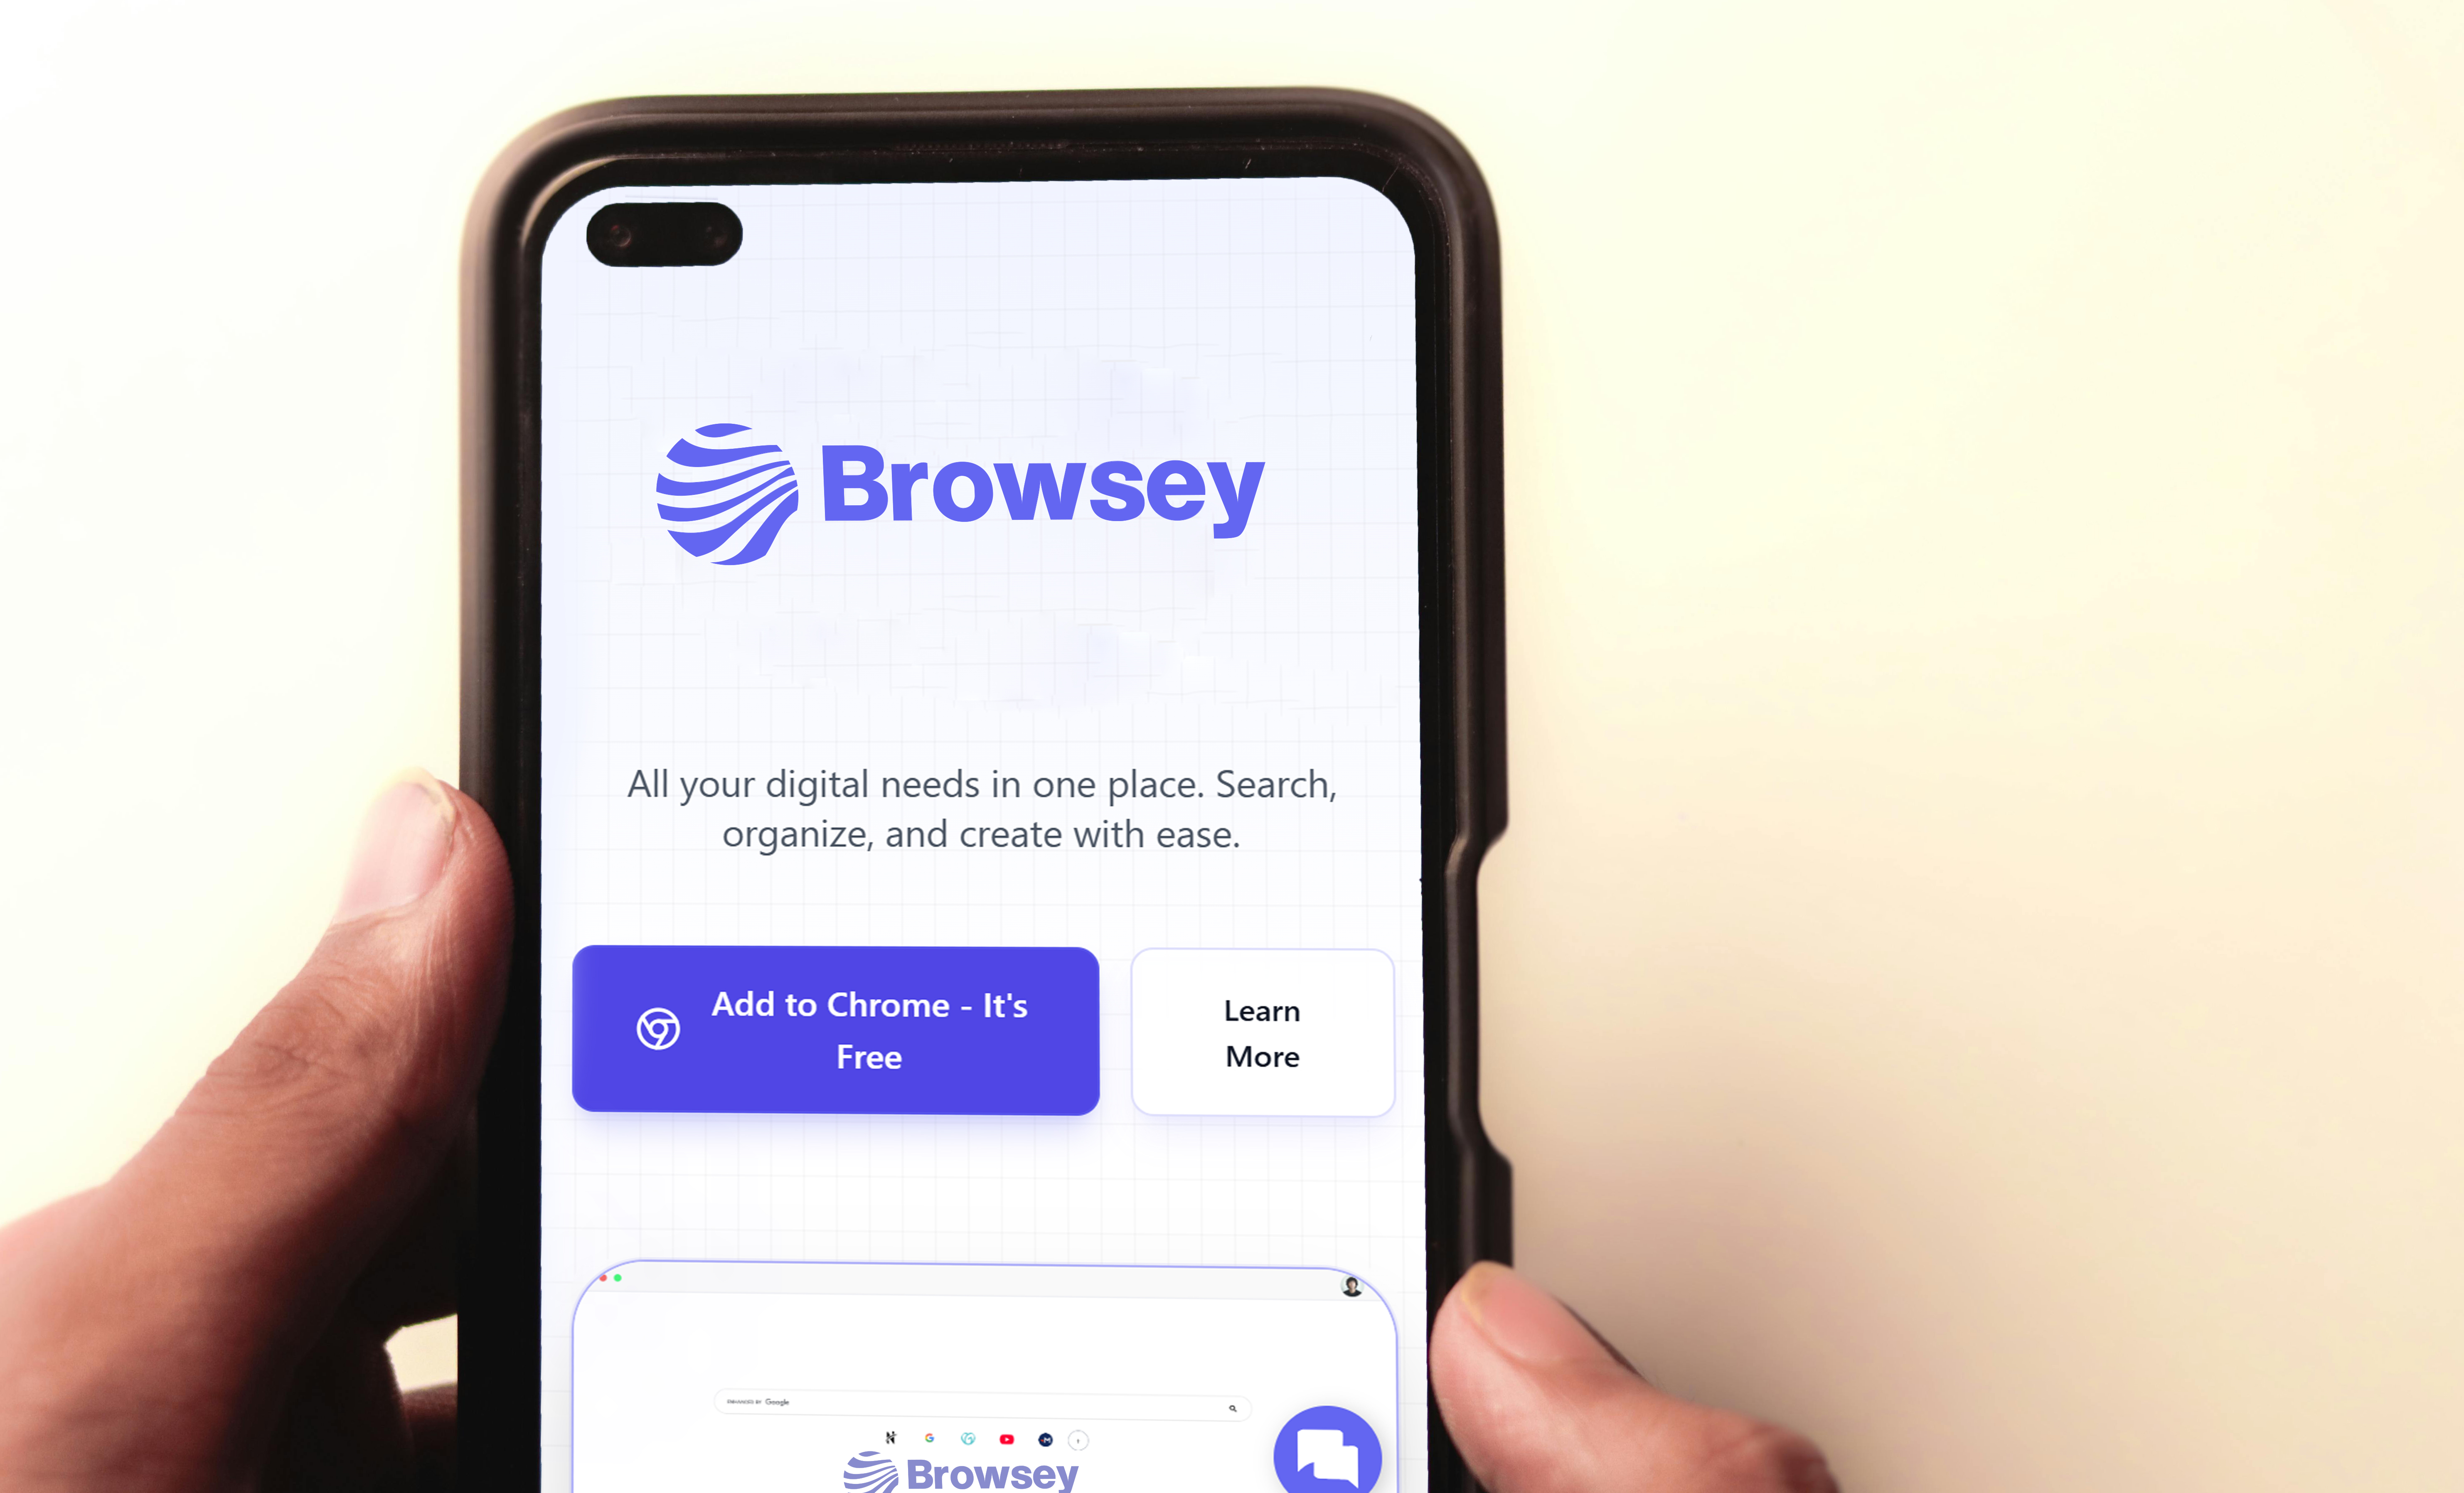 Browsey
All your digital needs in one place. Search,
organize, and create with ease.
Add to Chrome - It's
Free
Learn
More
ENHANCED BY Google
Browsey